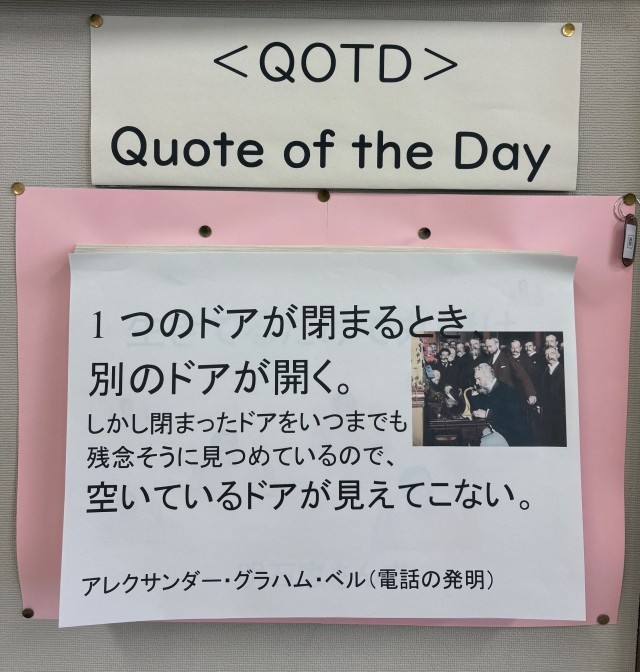 ＜QOTD＞
Quote of the Day
1つのドアが閉まるとき、
別のドアが開く。
しかし閉まったドアをいつまでも
残念そうに見つめているので、
空いているドアが見えてこない。
アレクサンダー・グラハム・ベル（電話の発明）